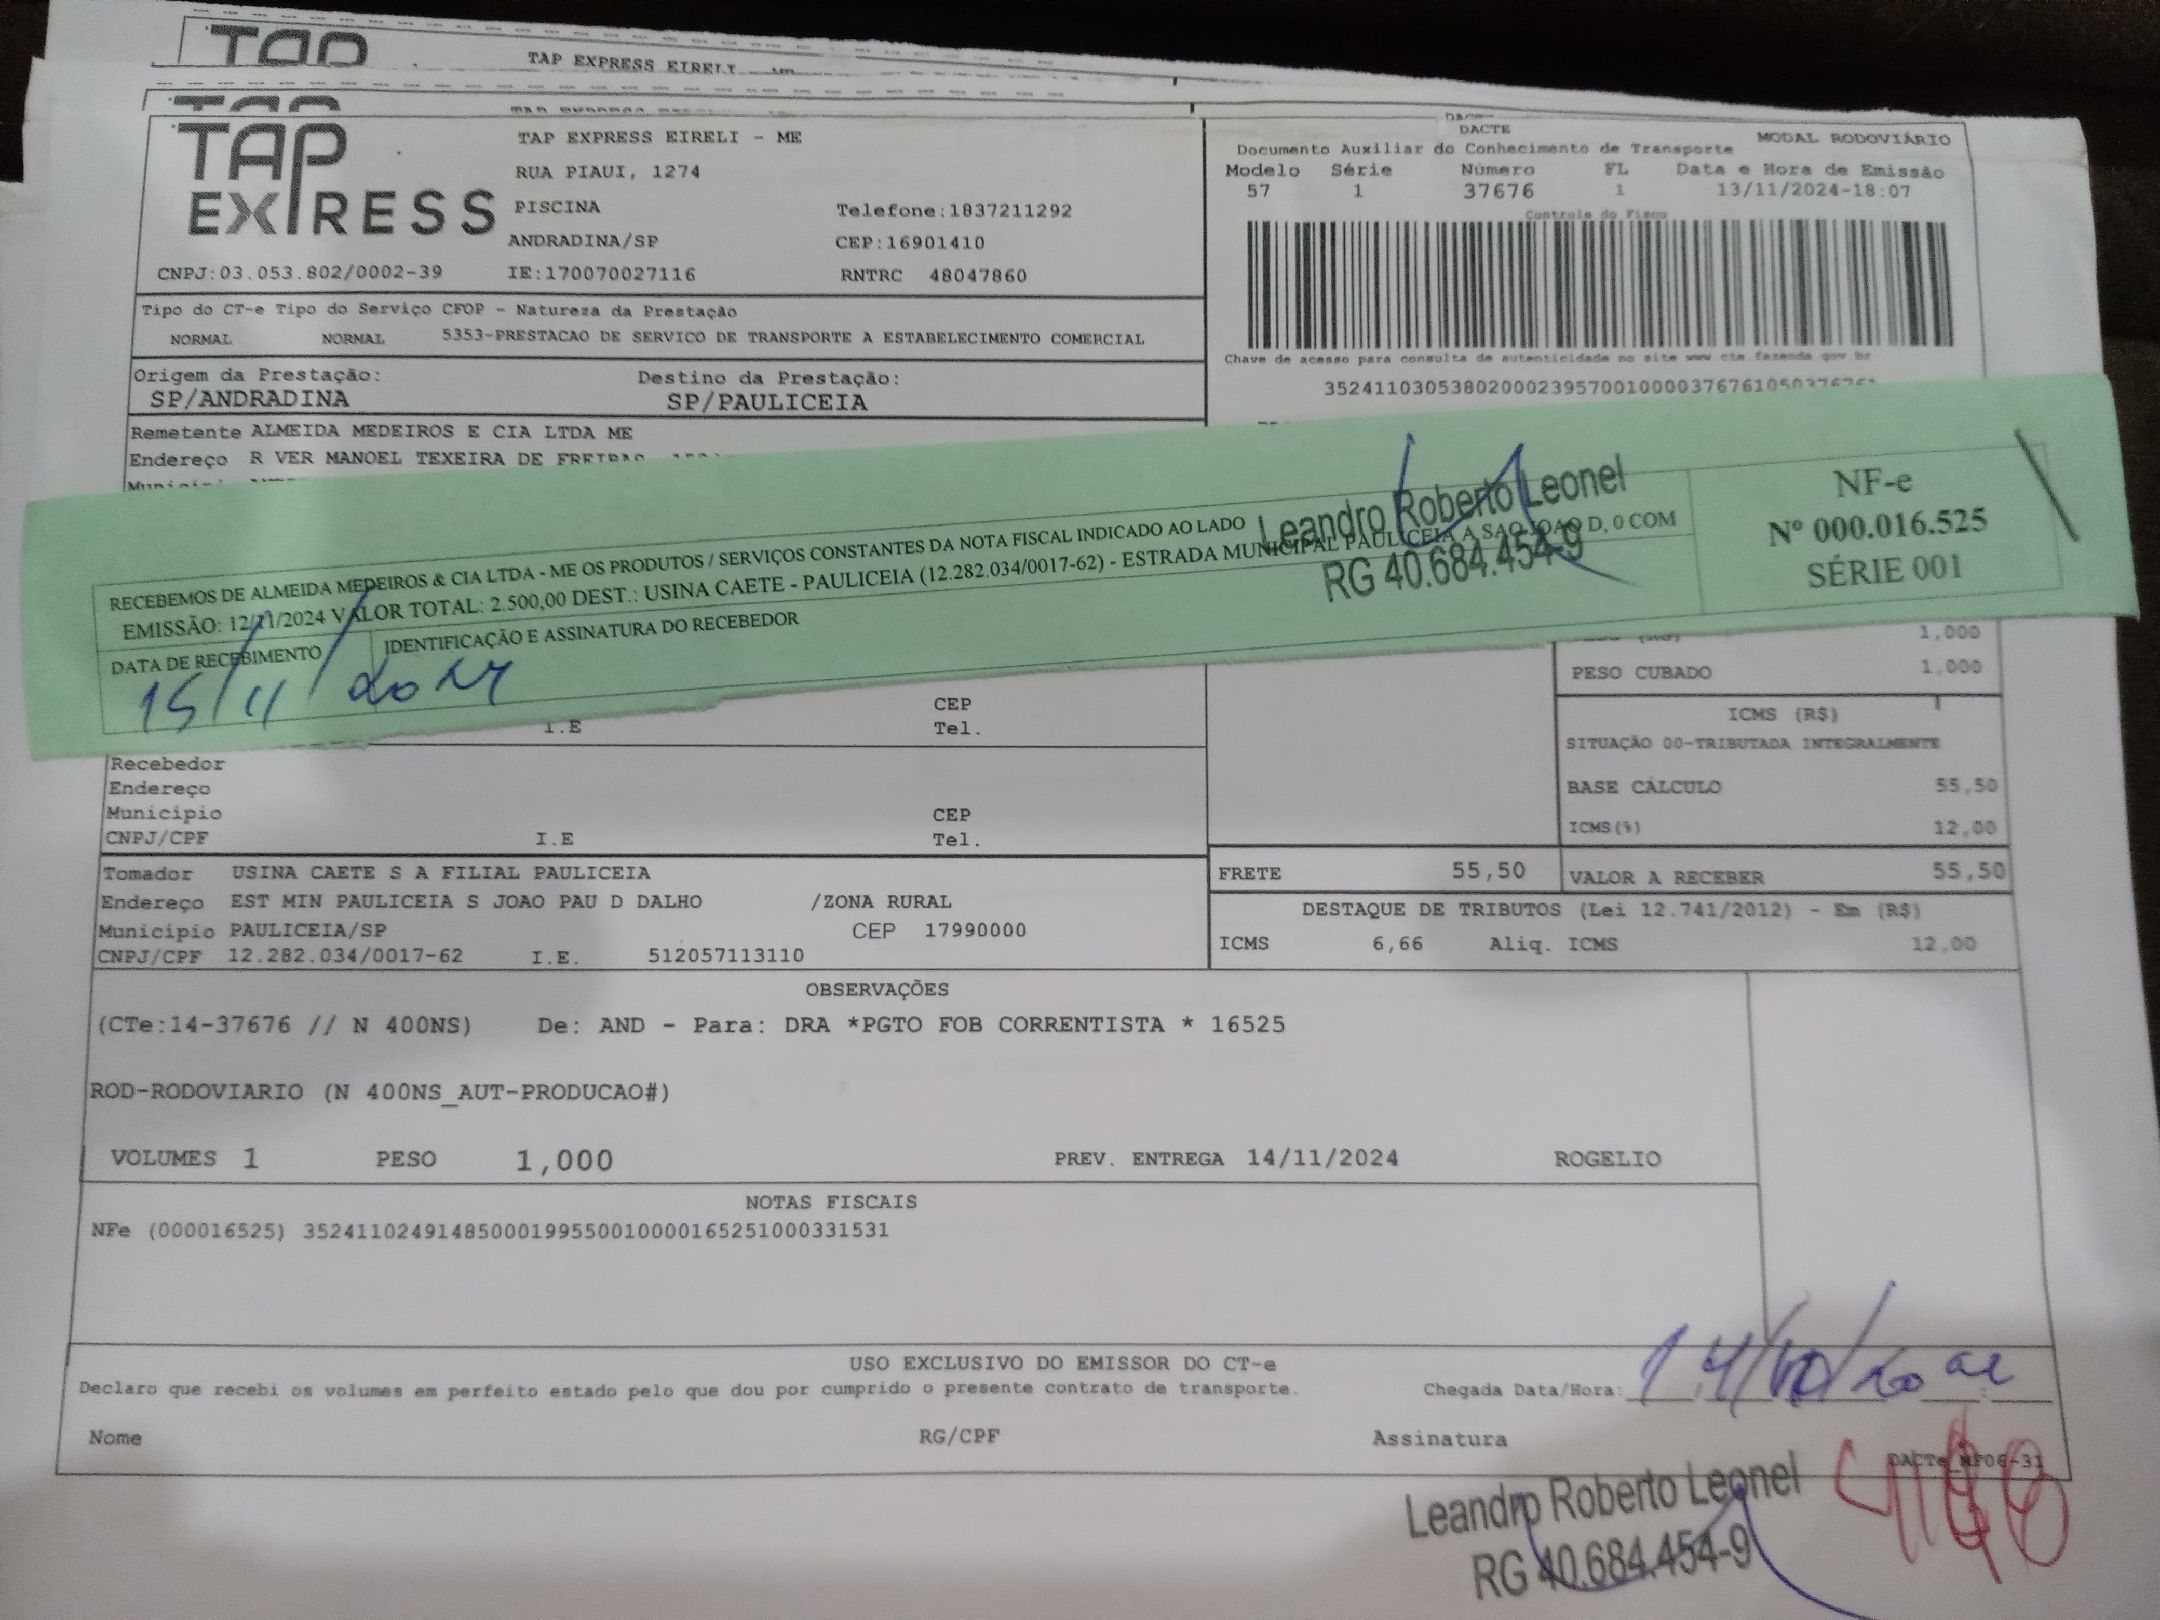 TAP EXPRESS EIRELI
TAP
EXPRESS
TAP EXPRESS EIRELI - ME
RUA PIAUI, 1274
PISCINA
Telefone:1837211292
ANDRADINA/SP
CEP:16901410
CNPJ:03.053.802/0002-39
IE:170070027116
RNTRC 48047860
DACTE
MODAL RODOVIÁRIO
Documento Auxiliar do Conhecimento de Transporte
Modelo Série Número FL Data e Hora de Emissão
57 1 37676 1 13/11/2024-18:07
Controle do Fisco
Chave de acesso para consulta de autenticidade no site www.cte.fazenda.gov.br
Tipo do CT-e Tipo do Serviço CFOP - Natureza da Prestação
NORMAL NORMAL 5353-PRESTACAO DE SERVICO DE TRANSPORTE A ESTABELECIMENTO COMERCIAL
Origem da Prestação: Destino da Prestação:
SP/ANDRADINA SP/PAULICEIA
Remetente ALMEIDA MEDEIROS E CIA LTDA ME
Endereço R VER MANOEL TEXEIRA DE FREITAS
RECEBEMOS DE ALMEIDA MEDEIROS & CIA LTDA - ME OS PRODUTOS / SERVIÇOS CONSTANTES DA NOTA FISCAL INDICADO AO LADO
EMISSÃO: 12/11/2024 VALOR TOTAL: 2.500,00 DEST.: USINA CAETE - PAULICEIA (12.282.034/0017-62) - ESTRADA MUNICIPAL PAULICEIA A SAO JOAO D, 0 COM
DATA DE RECEBIMENTO
IDENTIFICAÇÃO E ASSINATURA DO RECEBEDOR
Leandro Roberto Leonel
RG 40.684.454-9
NF-e
Nº 000.016.525
SÉRIE 001
1,000
PESO CUBADO 1,000
CEP
I.E Tel.
ICMS (R$)
SITUAÇÃO 00-TRIBUTADA INTEGRALMENTE
BASE CÁLCULO 55,50
ICMS(%) 12,00
Recebedor
Endereço
Município CEP
CNPJ/CPF I.E Tel.
FRETE 55,50 VALOR A RECEBER 55,50
DESTAQUE DE TRIBUTOS (Lei 12.741/2012) - Em (R$)
ICMS 6,66 Aliq. ICMS 12,00
Tomador USINA CAETE S A FILIAL PAULICEIA
Endereço EST MIN PAULICEIA S JOAO PAU D DALHO /ZONA RURAL
Município PAULICEIA/SP CEP 17990000
CNPJ/CPF 12.282.034/0017-62 I.E. 512057113110
OBSERVAÇÕES
(CTe:14-37676 // N 400NS) De: AND - Para: DRA *PGTO FOB CORRENTISTA * 16525
ROD-RODOVIARIO (N 400NS_AUT-PRODUCAO#)
VOLUMES 1 PESO 1,000 PREV. ENTREGA 14/11/2024 ROGELIO
NOTAS FISCAIS
NFe (000016525) 35241102491485000199550010000165251000331531
USO EXCLUSIVO DO EMISSOR DO CT-e
Declaro que recebi os volumes em perfeito estado pelo que dou por cumprido o presente contrato de transporte.
Chegada Data/Hora:
Nome RG/CPF Assinatura
Leandro Roberto Leonel
RG 40.684.454-9